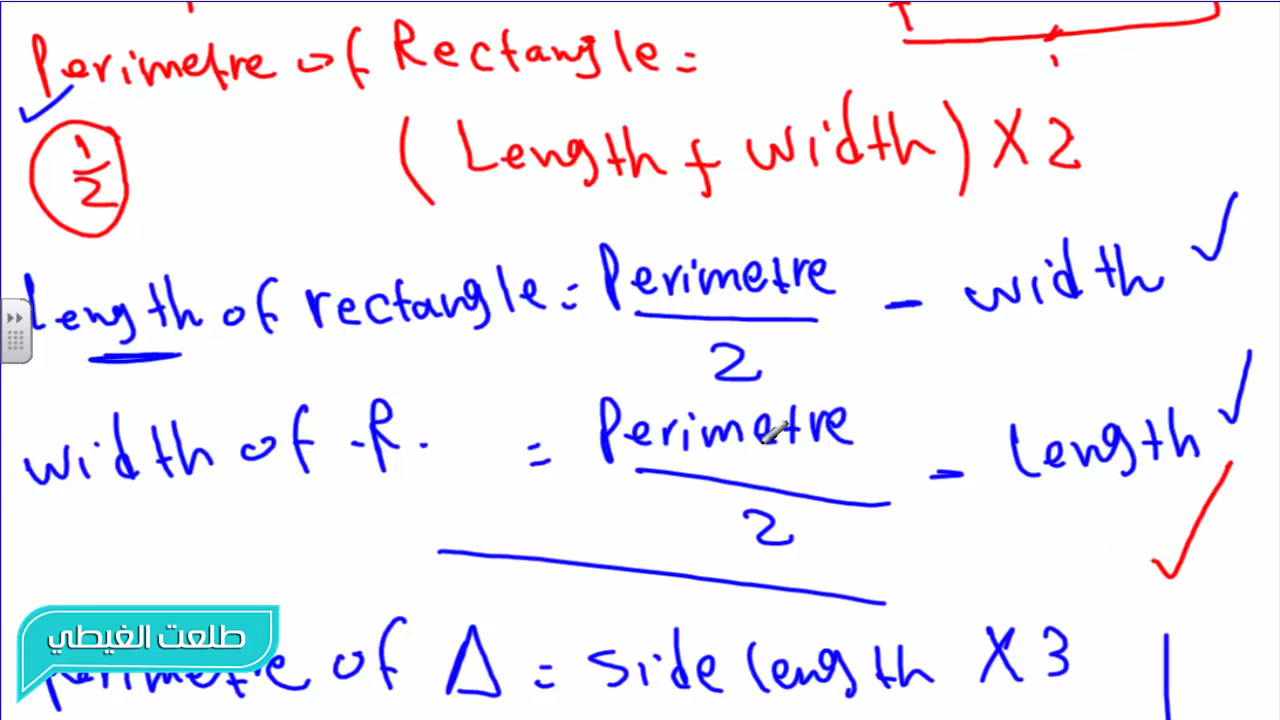 Perimetre of Rectangle =
1/2
(Length + width) X 2
Length of rectangle = Perimetre/2 - width
width of R. = Perimetre/2 - length
Perimetre of Δ = side length X 3
طلعت الغيطي